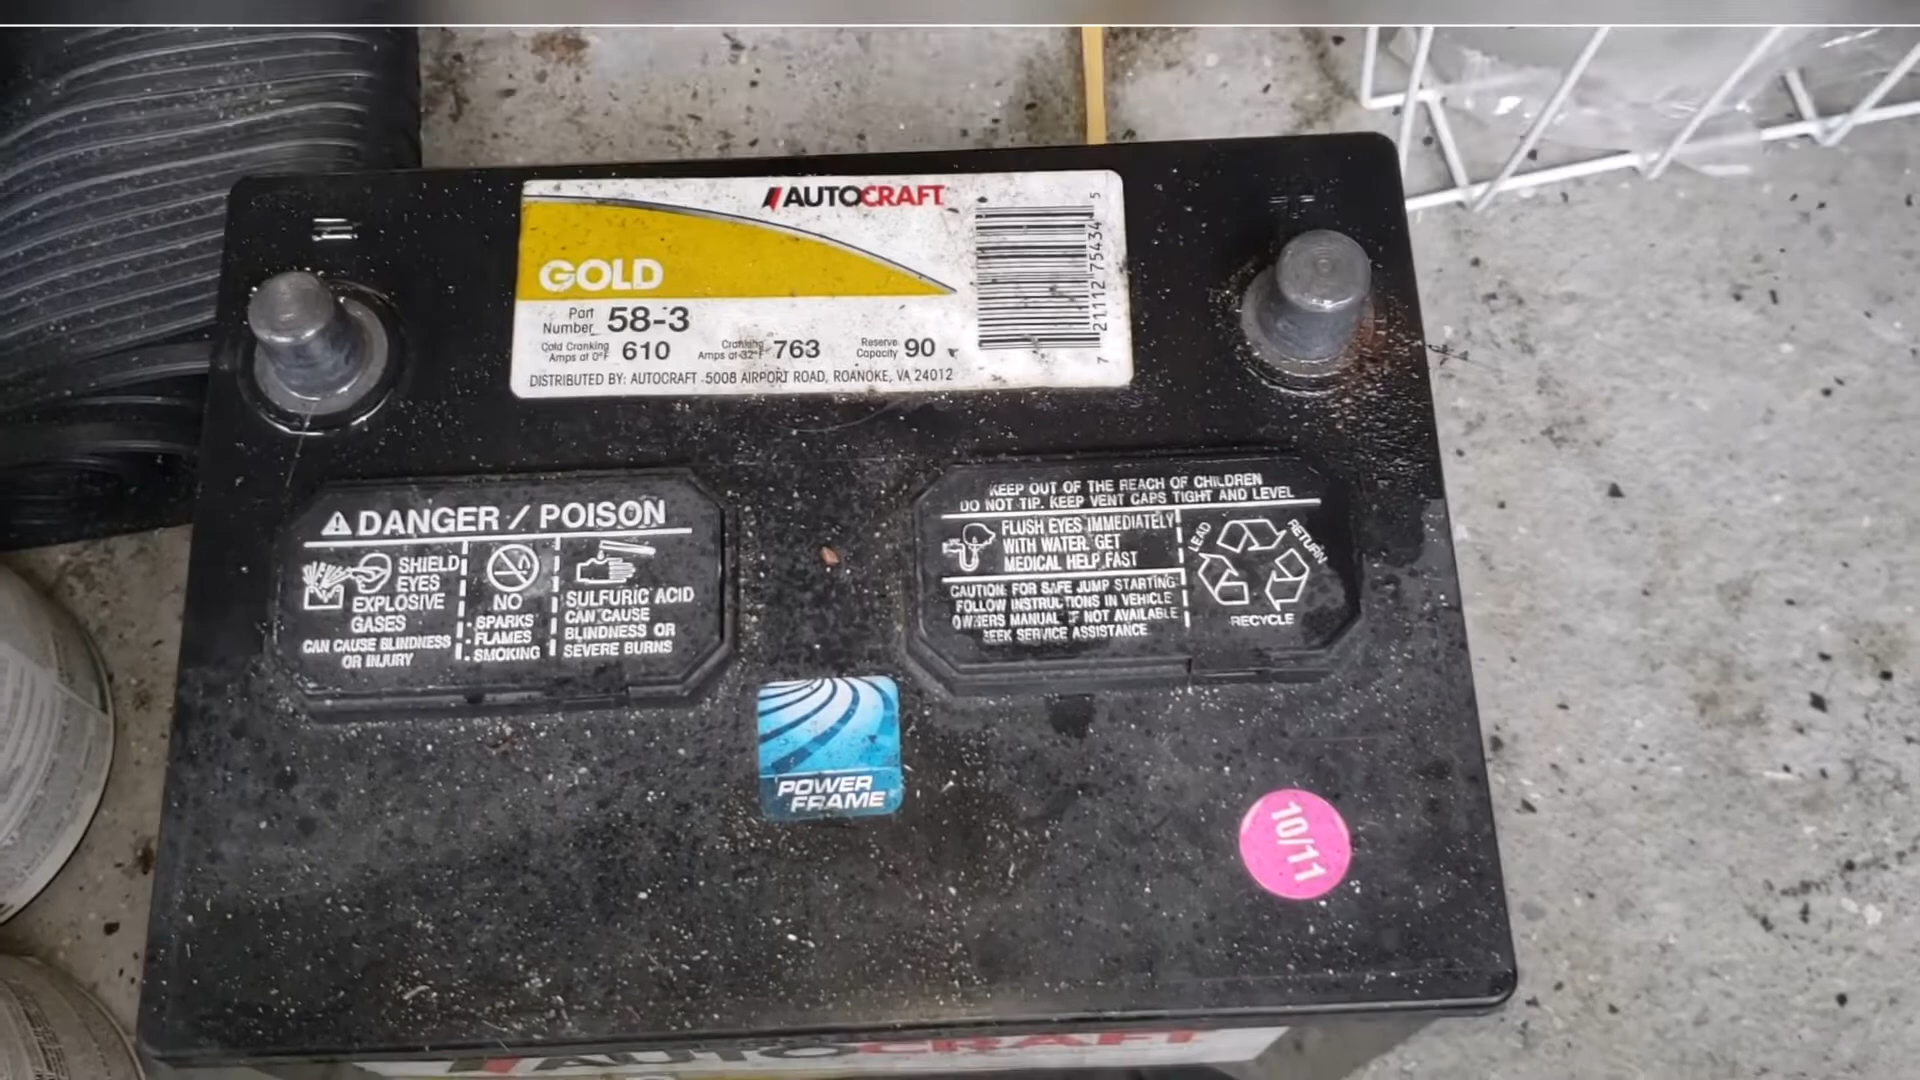 AUTOCRAFT
GOLD
Part Number 58-3
Cold Cranking Amps at 0°F 610
Cranking Amps at 32°F 763
Reserve Capacity 90
DISTRIBUTED BY: AUTOCRAFT 5008 AIRPORT ROAD, ROANOKE, VA 24012
7 21112 75434 5
DANGER / POISON
SHIELD
EYES
EXPLOSIVE
GASES
CAN CAUSE BLINDNESS
OR INJURY
NO
• SPARKS
• FLAMES
• SMOKING
SULFURIC ACID
CAN CAUSE
BLINDNESS OR
SEVERE BURNS
KEEP OUT OF THE REACH OF CHILDREN
DO NOT TIP. KEEP VENT CAPS TIGHT AND LEVEL
FLUSH EYES IMMEDIATELY
WITH WATER. GET
MEDICAL HELP FAST
CAUTION: FOR SAFE JUMP STARTING
FOLLOW INSTRUCTIONS IN VEHICLE
OWNERS MANUAL IF NOT AVAILABLE
SEEK SERVICE ASSISTANCE
LEAD
RETURN
RECYCLE
POWER
FRAME
10/11
AUTOCRAFT